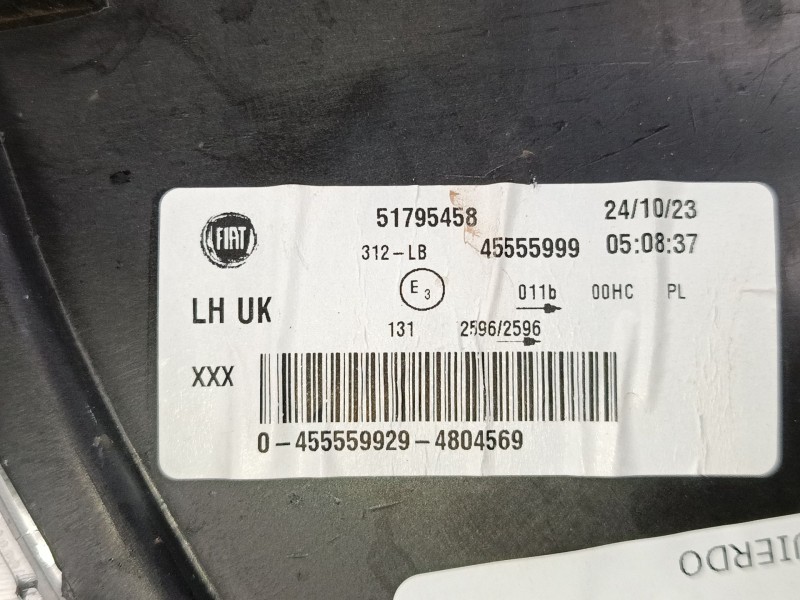 51795458
24/10/23
FIAT
312-LB
45555999
05:08:37
E3
011b
00HC
PL
LH UK
131
2596/2596
XXX
0-455559929-4804569